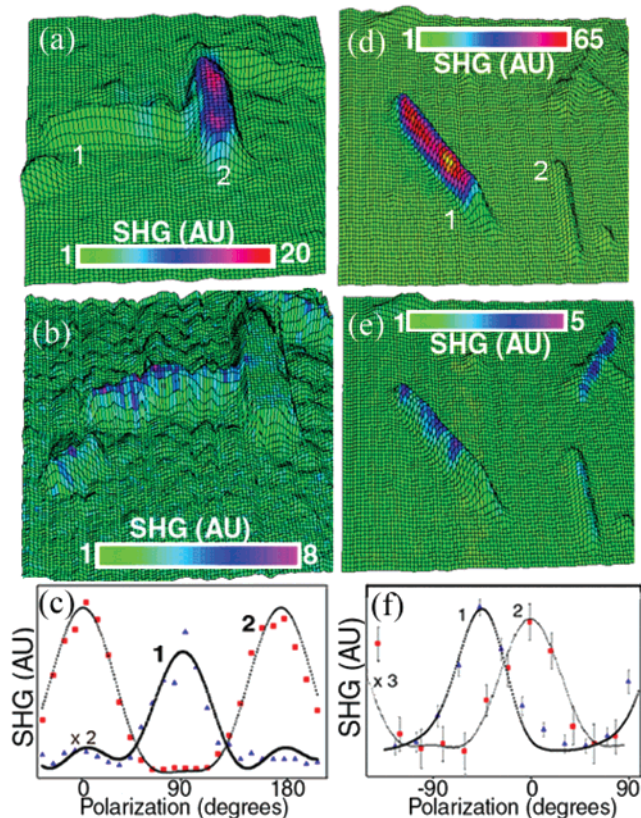 (a)
1
2
1 20
SHG (AU)
(d)
1 65
SHG (AU)
2
1
(b)
SHG (AU)
1 8
(e)
1 5
SHG (AU)
(c)
SHG (AU)
1
2
x 2
0 90 180
Polarization (degrees)
(f)
SHG (AU)
1
2
x 3
-90 0 90
Polarization (degrees)